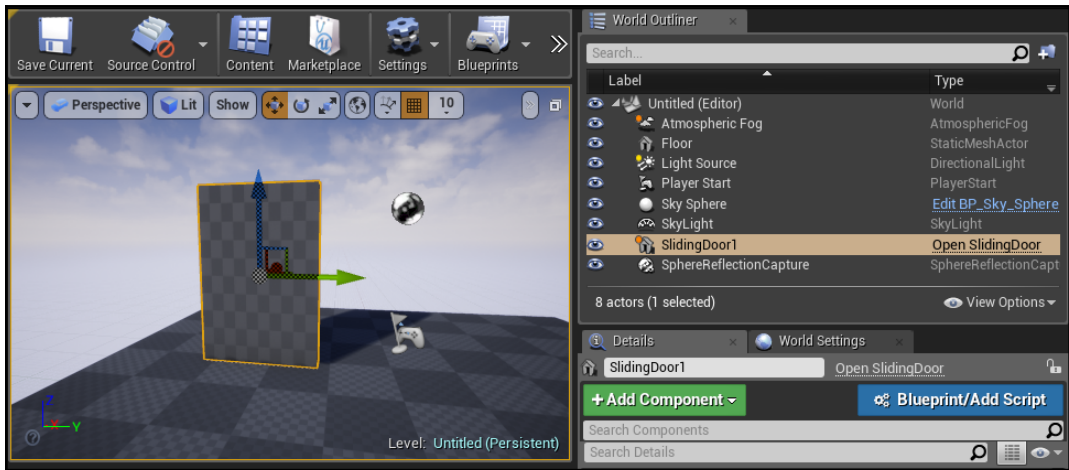 Save Current Source Control Content Marketplace Settings Blueprints
Perspective Lit Show 10
Z
Y
Level: Untitled (Persistent)
World Outliner
Search...
Label Type
Untitled (Editor) World
Atmospheric Fog AtmosphericFog
Floor StaticMeshActor
Light Source DirectionalLight
Player Start PlayerStart
Sky Sphere Edit BP_Sky_Sphere
SkyLight SkyLight
SlidingDoor1 Open SlidingDoor
SphereReflectionCapture SphereReflectionCapt
8 actors (1 selected) View Options
Details World Settings
SlidingDoor1 Open SlidingDoor
+Add Component Blueprint/Add Script
Search Components
Search Details